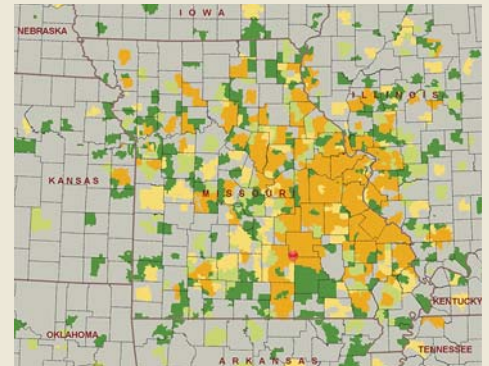 IOWA
NEBRASKA
ILLINOIS
KANSAS
MISSOURI
KENTUCKY
OKLAHOMA
TENNESSEE
ARKANSAS